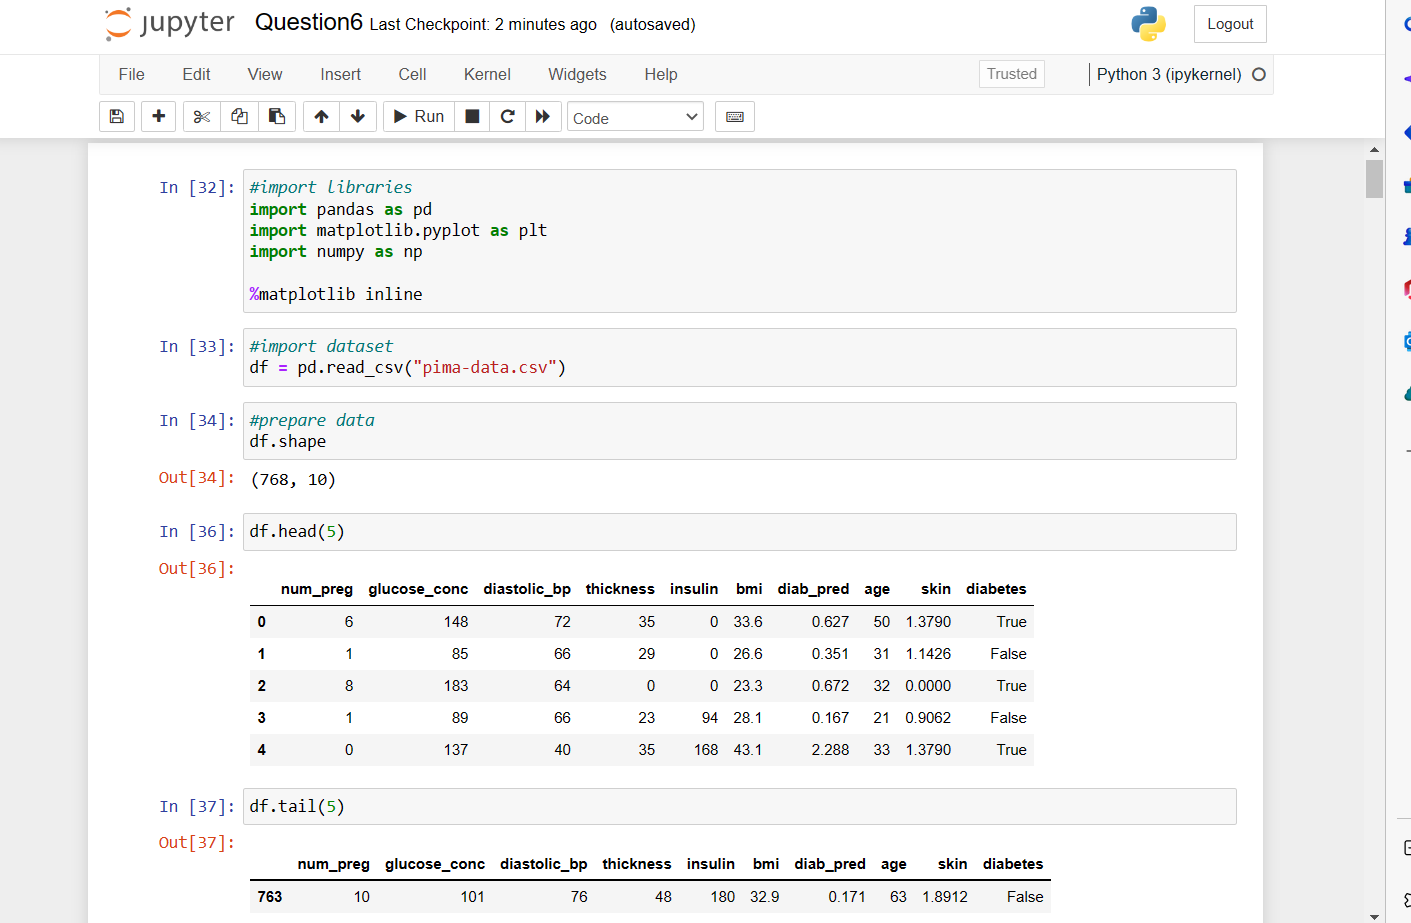 jupyter Question6 Last Checkpoint: 2 minutes ago (autosaved) Logout
File Edit View Insert Cell Kernel Widgets Help Trusted Python 3 (ipykernel)
Run Code
In [32]: #import libraries
import pandas as pd
import matplotlib.pyplot as plt
import numpy as np
%matplotlib inline
In [33]: #import dataset
df = pd.read_csv("pima-data.csv")
In [34]: #prepare data
df.shape
Out[34]: (768, 10)
In [36]: df.head(5)
Out[36]:
num_preg glucose_conc diastolic_bp thickness insulin bmi diab_pred age skin diabetes
0 6 148 72 35 0 33.6 0.627 50 1.3790 True
1 1 85 66 29 0 26.6 0.351 31 1.1426 False
2 8 183 64 0 0 23.3 0.672 32 0.0000 True
3 1 89 66 23 94 28.1 0.167 21 0.9062 False
4 0 137 40 35 168 43.1 2.288 33 1.3790 True
In [37]: df.tail(5)
Out[37]:
num_preg glucose_conc diastolic_bp thickness insulin bmi diab_pred age skin diabetes
763 10 101 76 48 180 32.9 0.171 63 1.8912 False